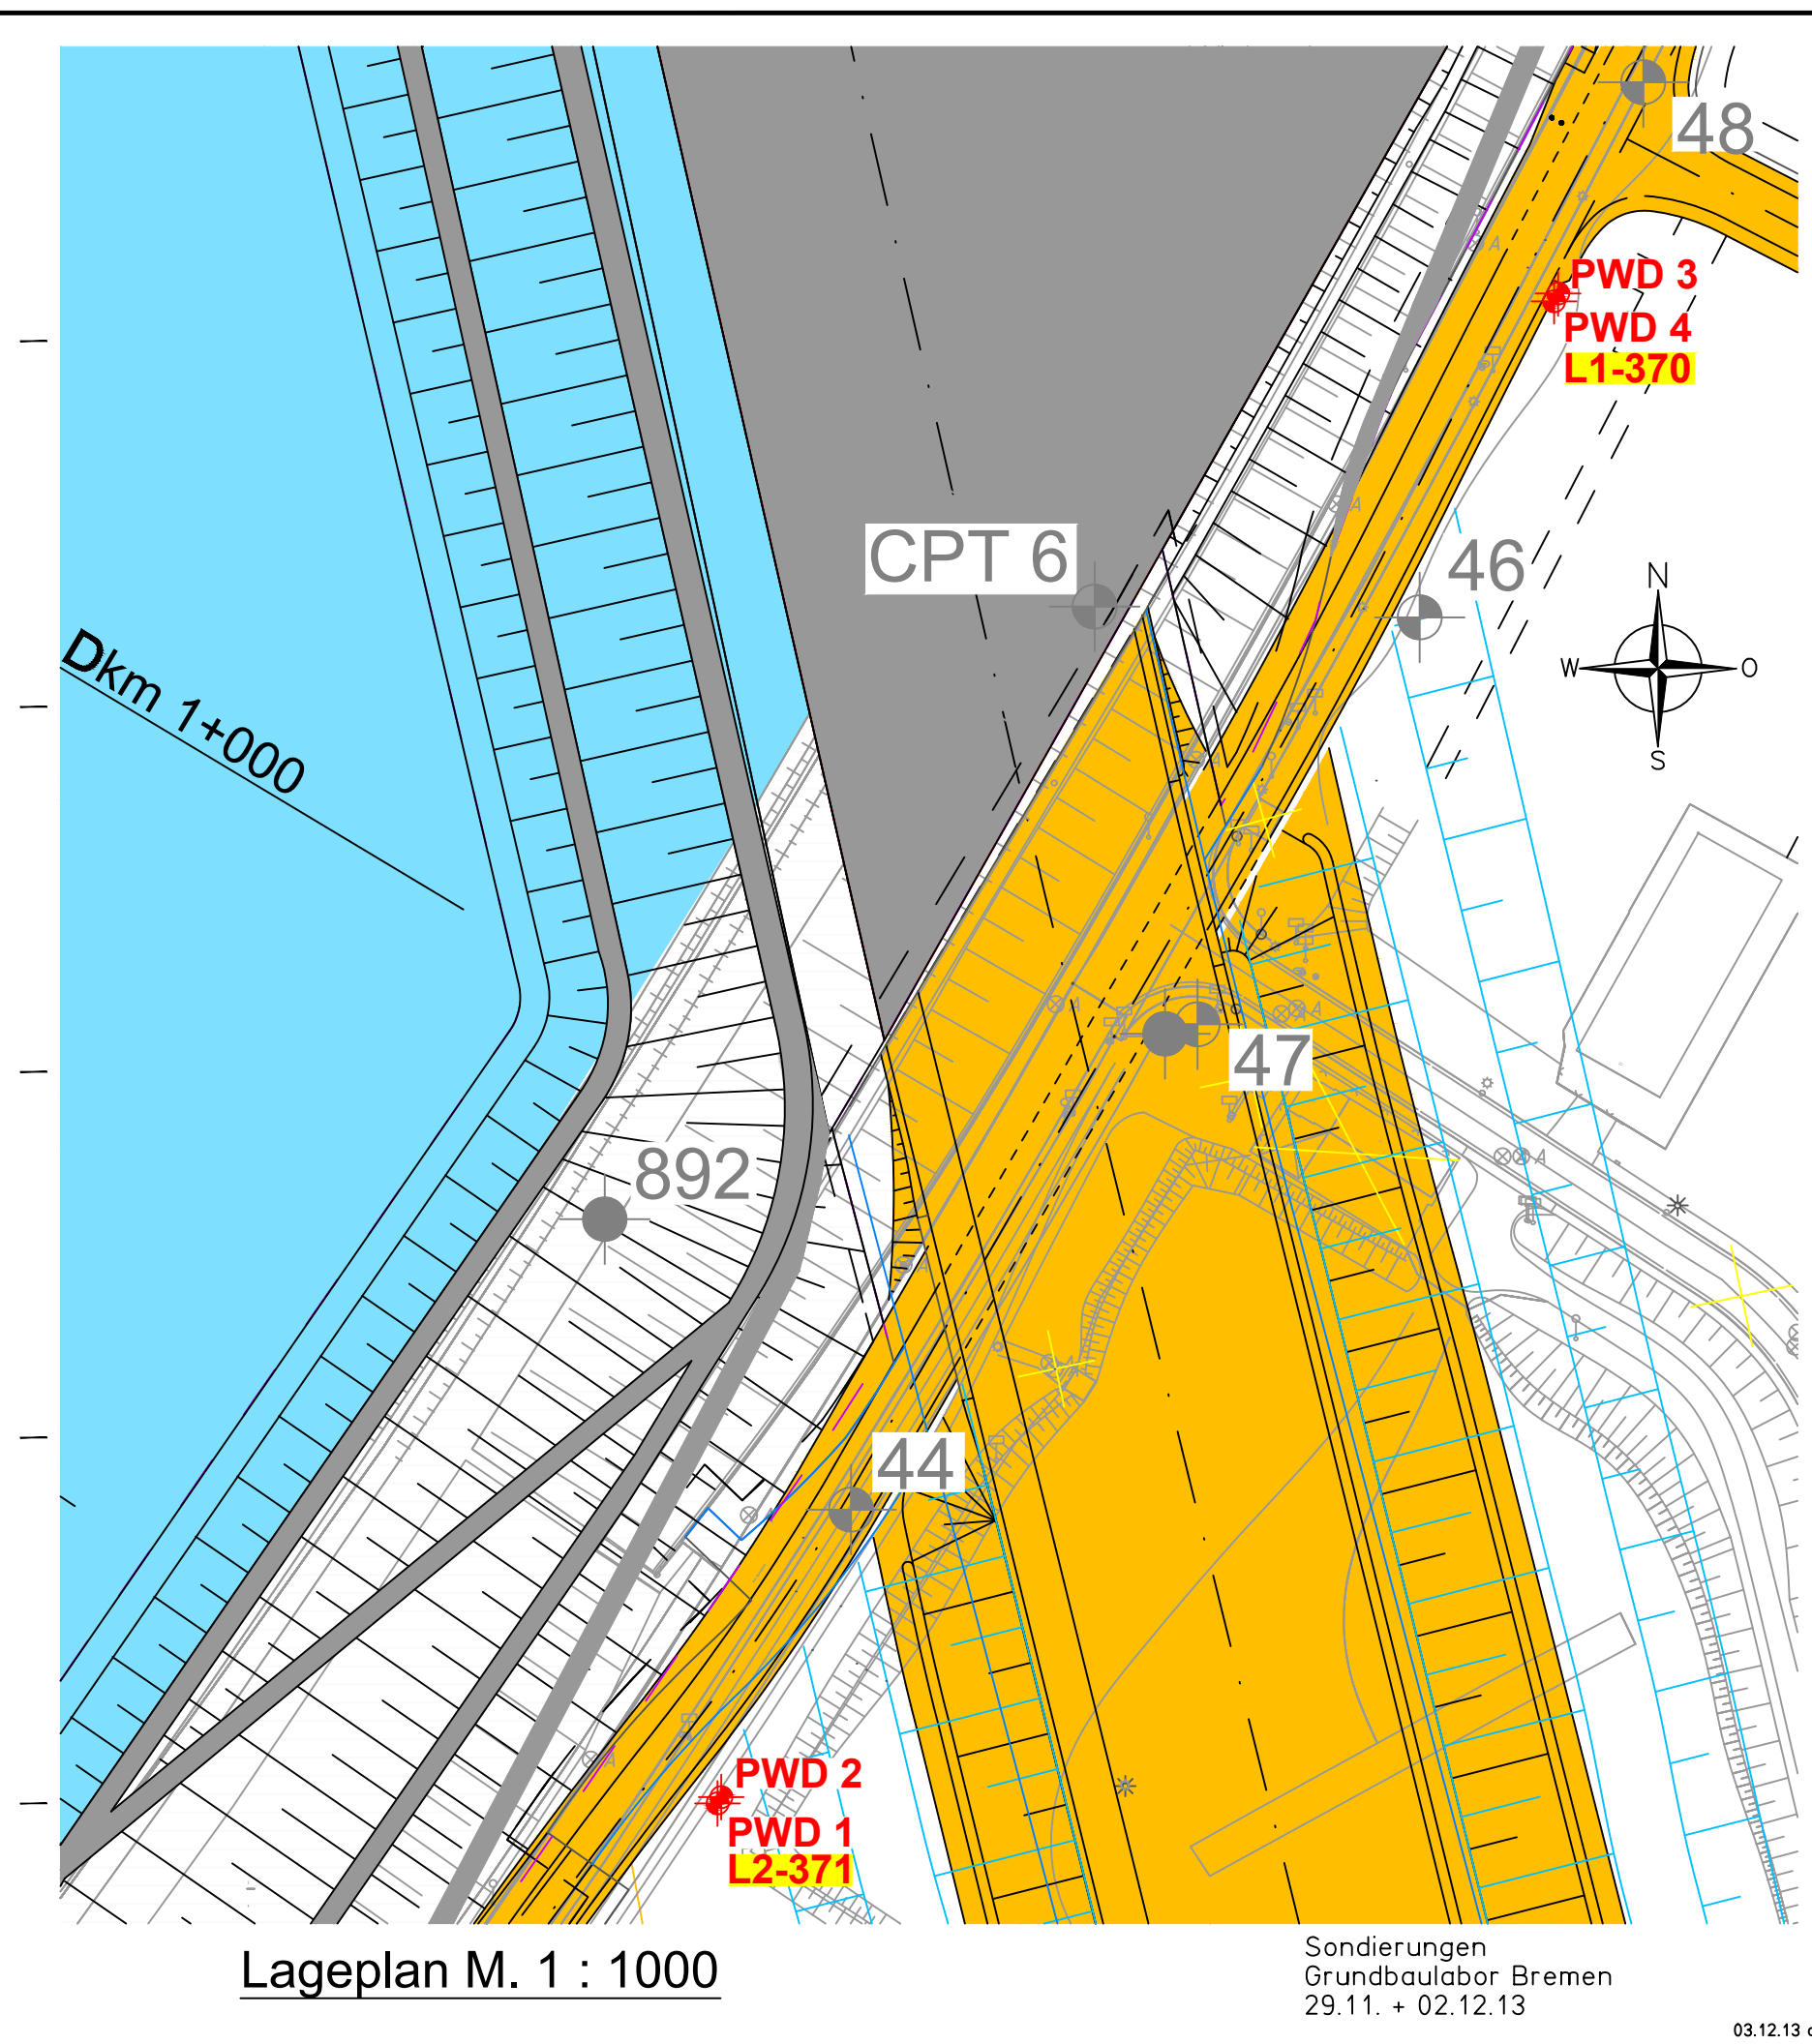 48
PWD 3
PWD 4
L1-370
A
A
CPT 6
46
N
W
O
S
Dkm 1+000
A
A
A
47
A
892
A
A
44
A
A
PWD 2
PWD 1
L2-371
Lageplan M. 1 : 1000
Sondierungen
Grundbaulabor Bremen
29.11. + 02.12.13
03.12.13